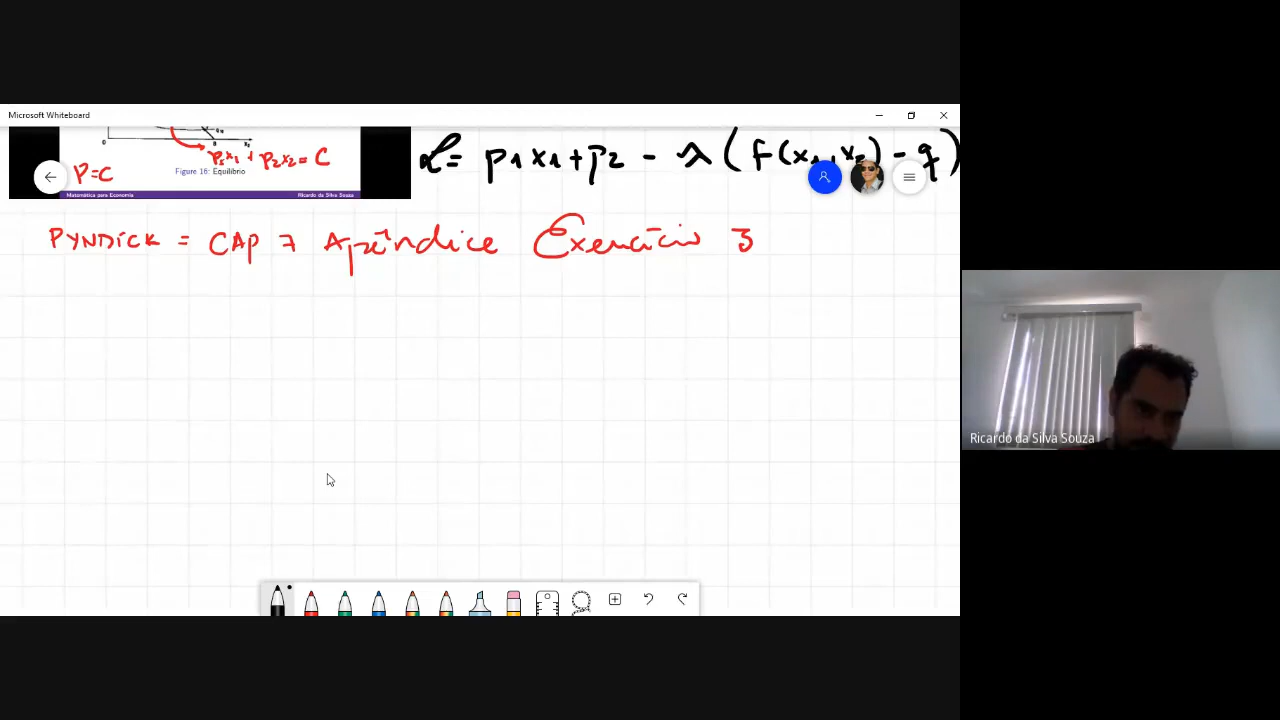 Microsoft Whiteboard
p1x1 + p2x2 = C
P=C
Figure 16: Equilíbrio
Matemática para Economia Ricardo da Silva Souza
L= p1x1+p2 - λ ( f(x1, x2) - q)
PYNDICK = CAP 7 Apêndice Exercício 3
Ricardo da Silva Souza